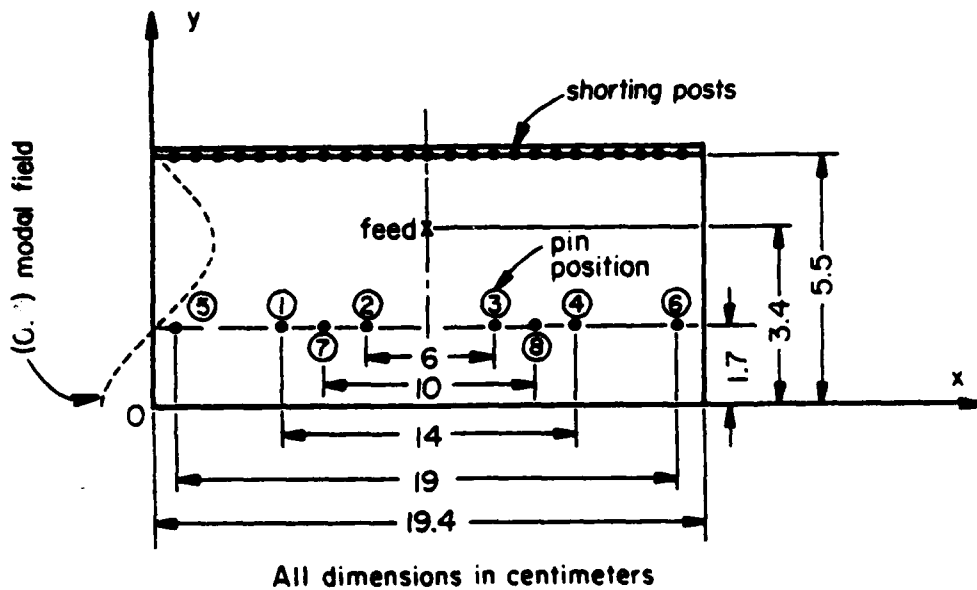 y
shorting posts
modal field
feed
x
pin
position
5.5
3.4
5
1
2
3
4
6
7
8
1.7
6
10
x
0
14
19
19.4
All dimensions in centimeters